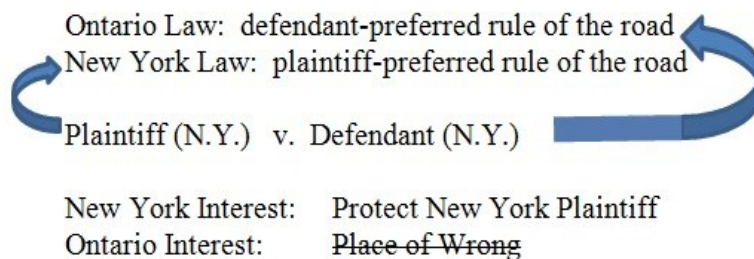 Ontario Law: defendant-preferred rule of the road
New York Law: plaintiff-preferred rule of the road
Plaintiff (N.Y.) v. Defendant (N.Y.)
New York Interest: Protect New York Plaintiff
Ontario Interest: Place of Wrong